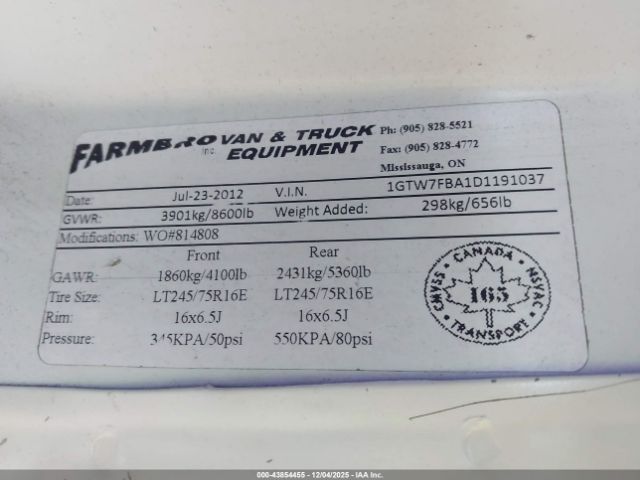 FARMBRO Inc. VAN & TRUCK EQUIPMENT
Ph: (905) 828-5521
Fax: (905) 828-4772
Mississauga, ON
Date: Jul-23-2012 V.I.N. 1GTW7FBA1D1191037
GVWR: 3901kg/8600lb Weight Added: 298kg/656lb
Modifications: WO#814808
Front Rear
GAWR: 1860kg/4100lb 2431kg/5360lb
Tire Size: LT245/75R16E LT245/75R16E
Rim: 16x6.5J 16x6.5J
Pressure: 345KPA/50psi 550KPA/80psi
CANADA
CMVSS NSVAC
165
TRANSPORT
000-43854455 - 12/04/2025 - IAA Inc.